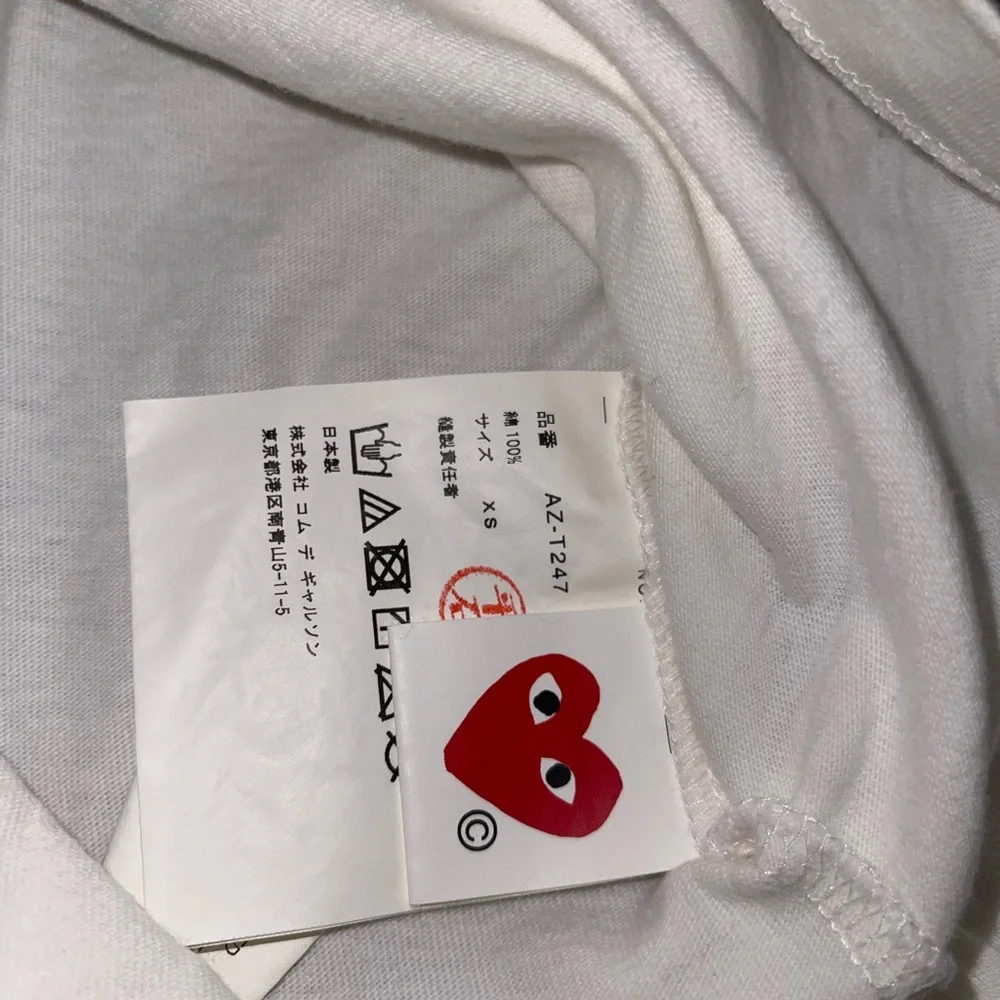 品番 AZ-T247
綿 100%
サイズ XS
縫製責任者
日本製
株式会社 コム デ ギャルソン
東京都港区南青山5-11-5
©